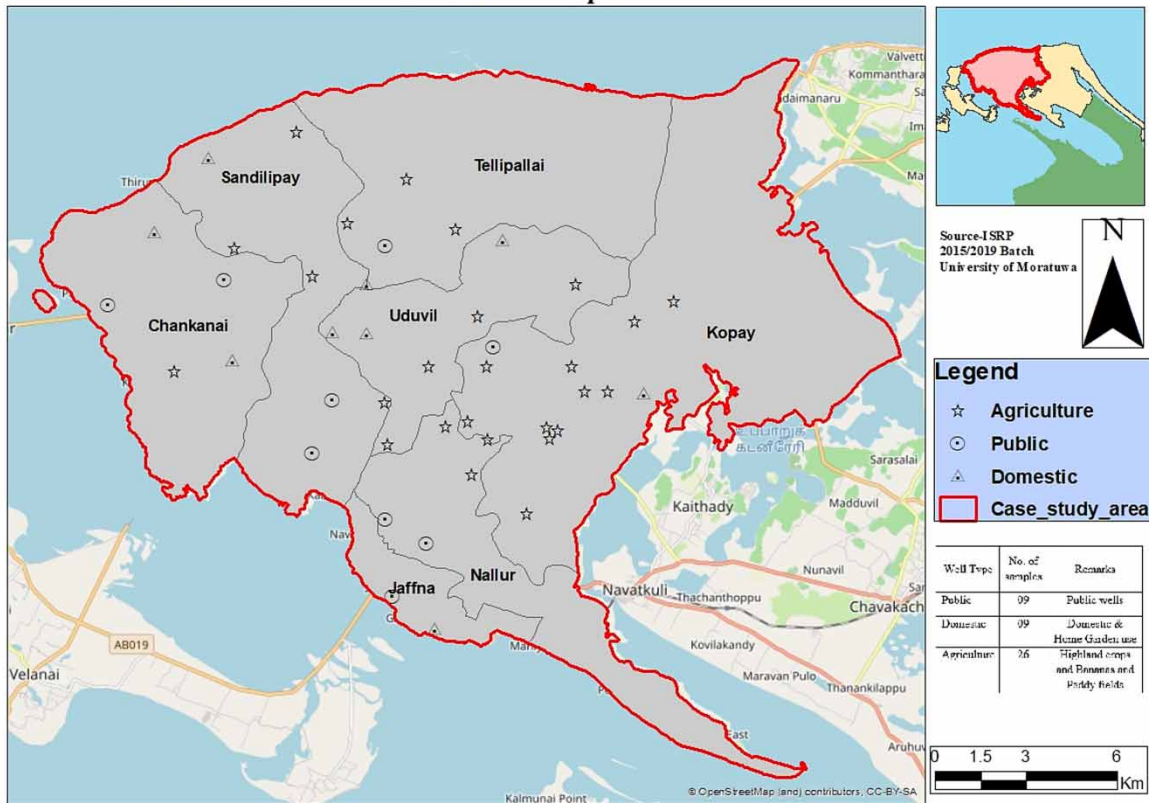 Valvetti
Kommanthara
daimanaru
Tellipallai
Sandilipay
Thiru
Source-ISRP
2015/2019 Batch
University of Moratuwa
N
Uduvil
Chankanai
Kopay
Legend
Agriculture
Public
Domestic
Case_study_area
உப்பாறுக்
கடனீரேரி
Sarasalai
Kaithady
Madduvil
Nav
Nunavil
Nallur
Jaffna
Navatkuli
Thachanthoppu
Chavakach
Kovilakandy
AB019
Maravan Pulo
Velanai
Thanankilappu
East
Aruhuv
Kalmunai Point
© OpenStreetMap (and) contributors, CC-BY-SA
Well Type No. of samples Remarks
Public 09 Public wells
Domestic 09 Domestic &
Home Garden use
Agriculture 26 Highland crops
and Bananas and
Paddy fields
0 1.5 3 6
Km